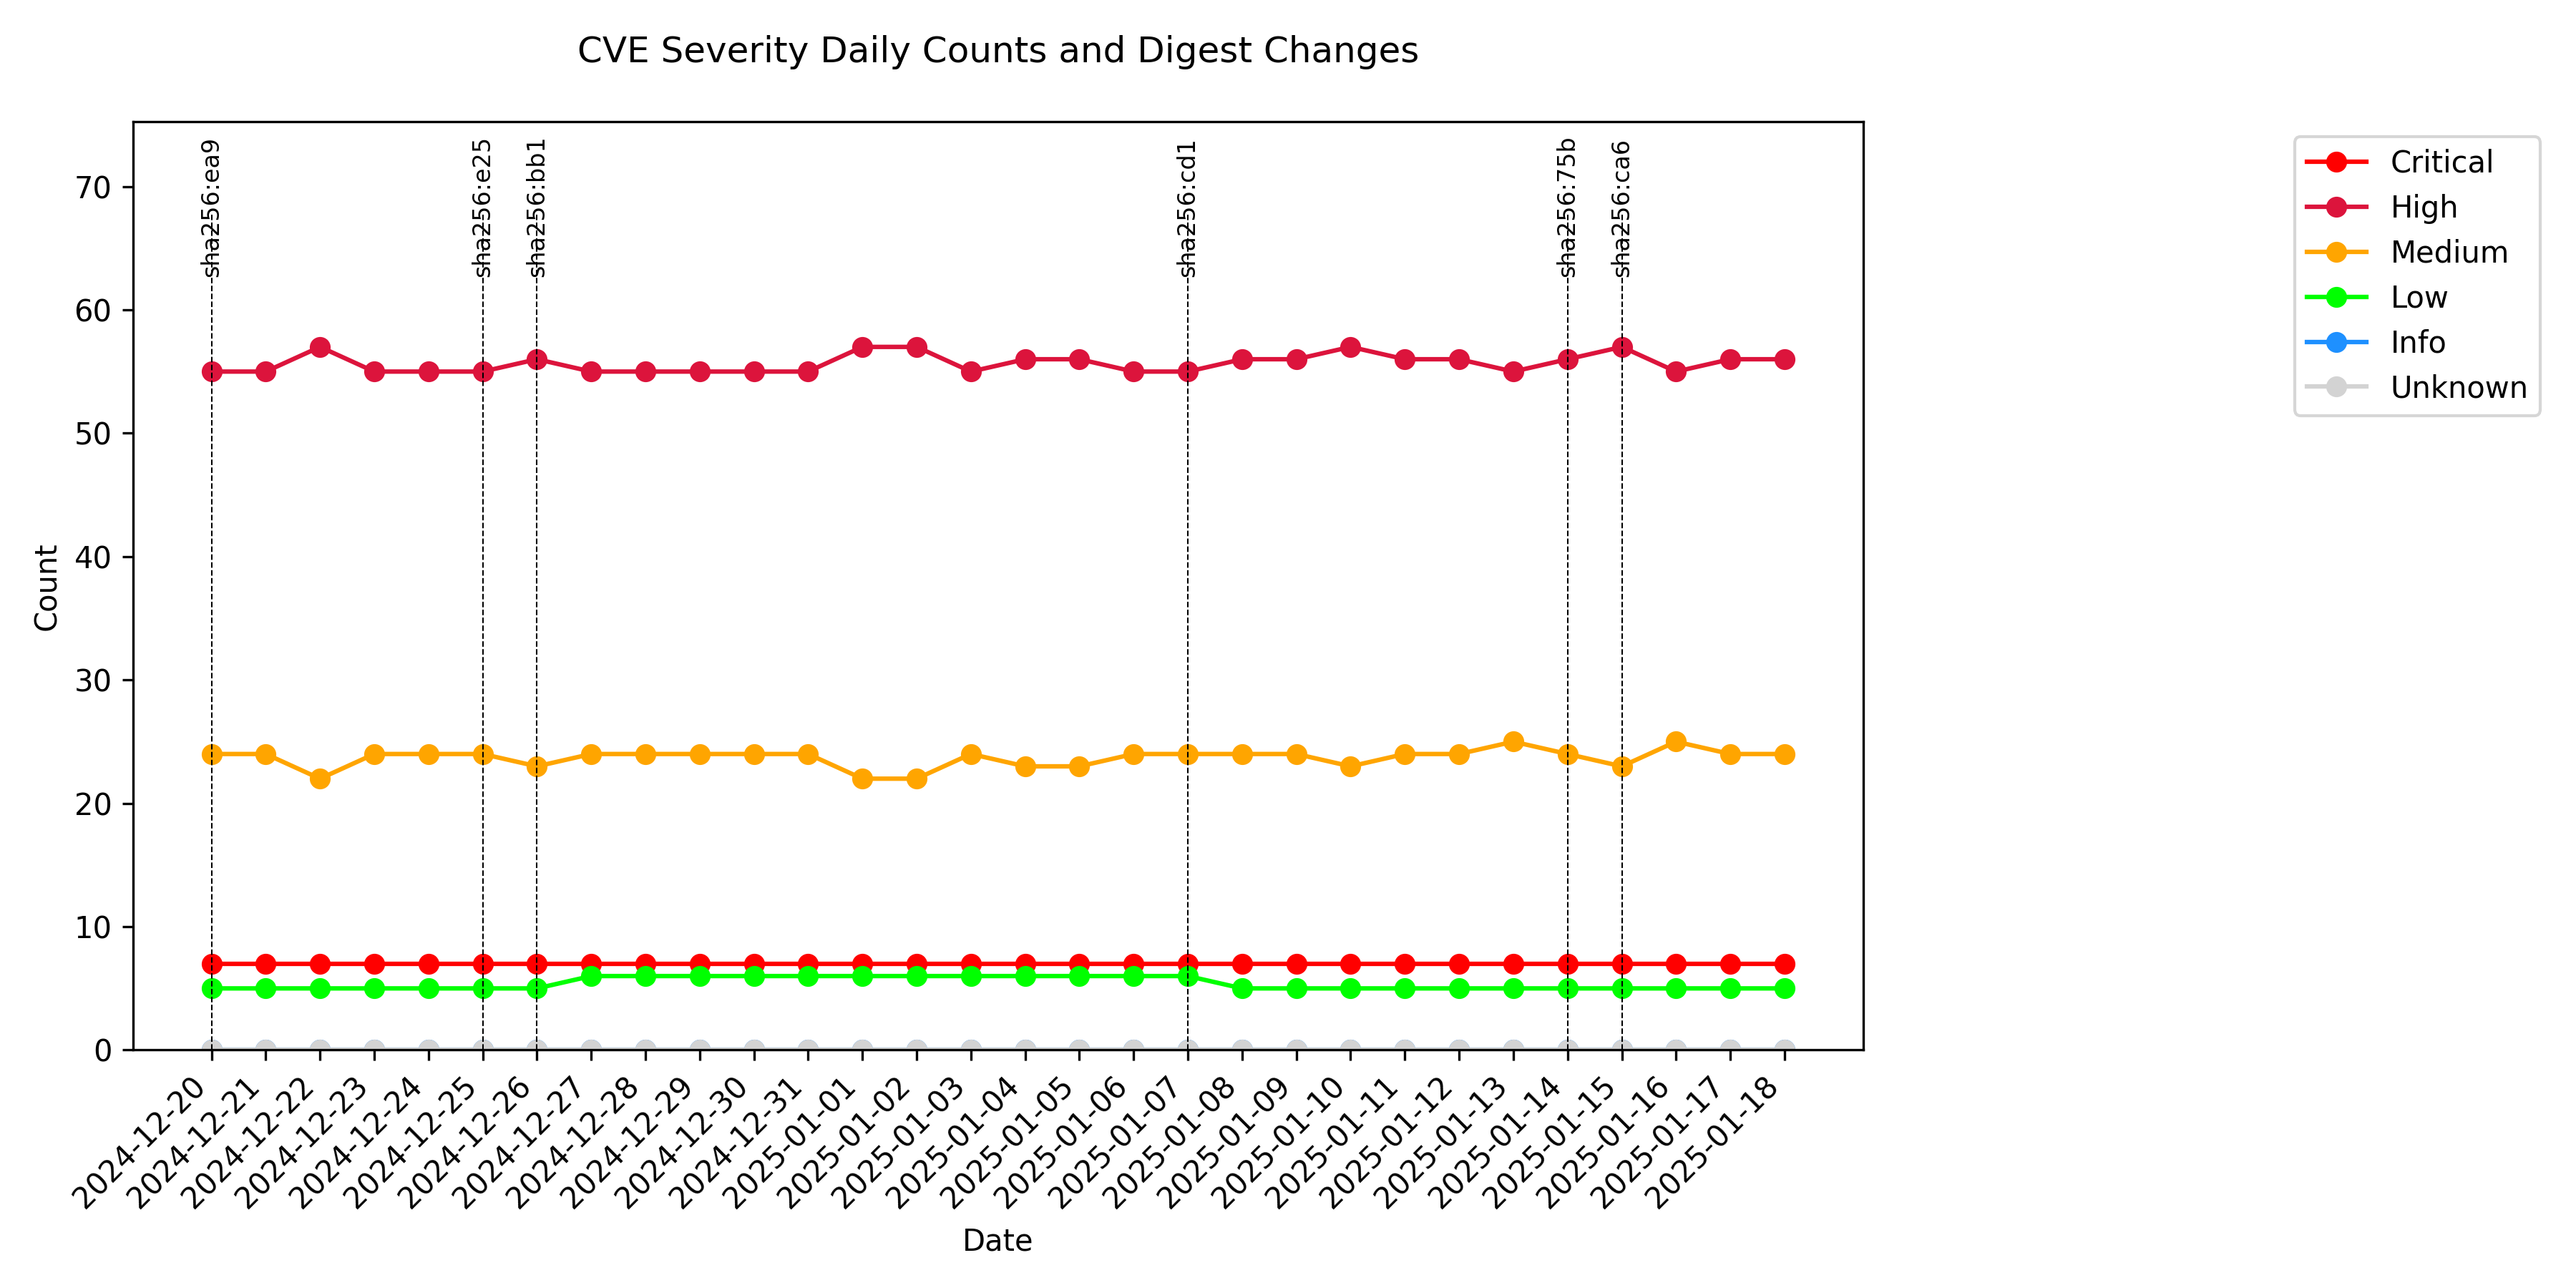 CVE Severity Daily Counts and Digest Changes
sha256:ea9
sha256:e25
sha256:bb1
sha256:cd1
sha256:75b
sha256:ca6
Critical
High
Medium
Low
Info
Unknown
70
60
50
40
30
20
10
0
Count
2024-12-20
2024-12-21
2024-12-22
2024-12-23
2024-12-24
2024-12-25
2024-12-26
2024-12-27
2024-12-28
2024-12-29
2024-12-30
2024-12-31
2025-01-01
2025-01-02
2025-01-03
2025-01-04
2025-01-05
2025-01-06
2025-01-07
2025-01-08
2025-01-09
2025-01-10
2025-01-11
2025-01-12
2025-01-13
2025-01-14
2025-01-15
2025-01-16
2025-01-17
2025-01-18
Date